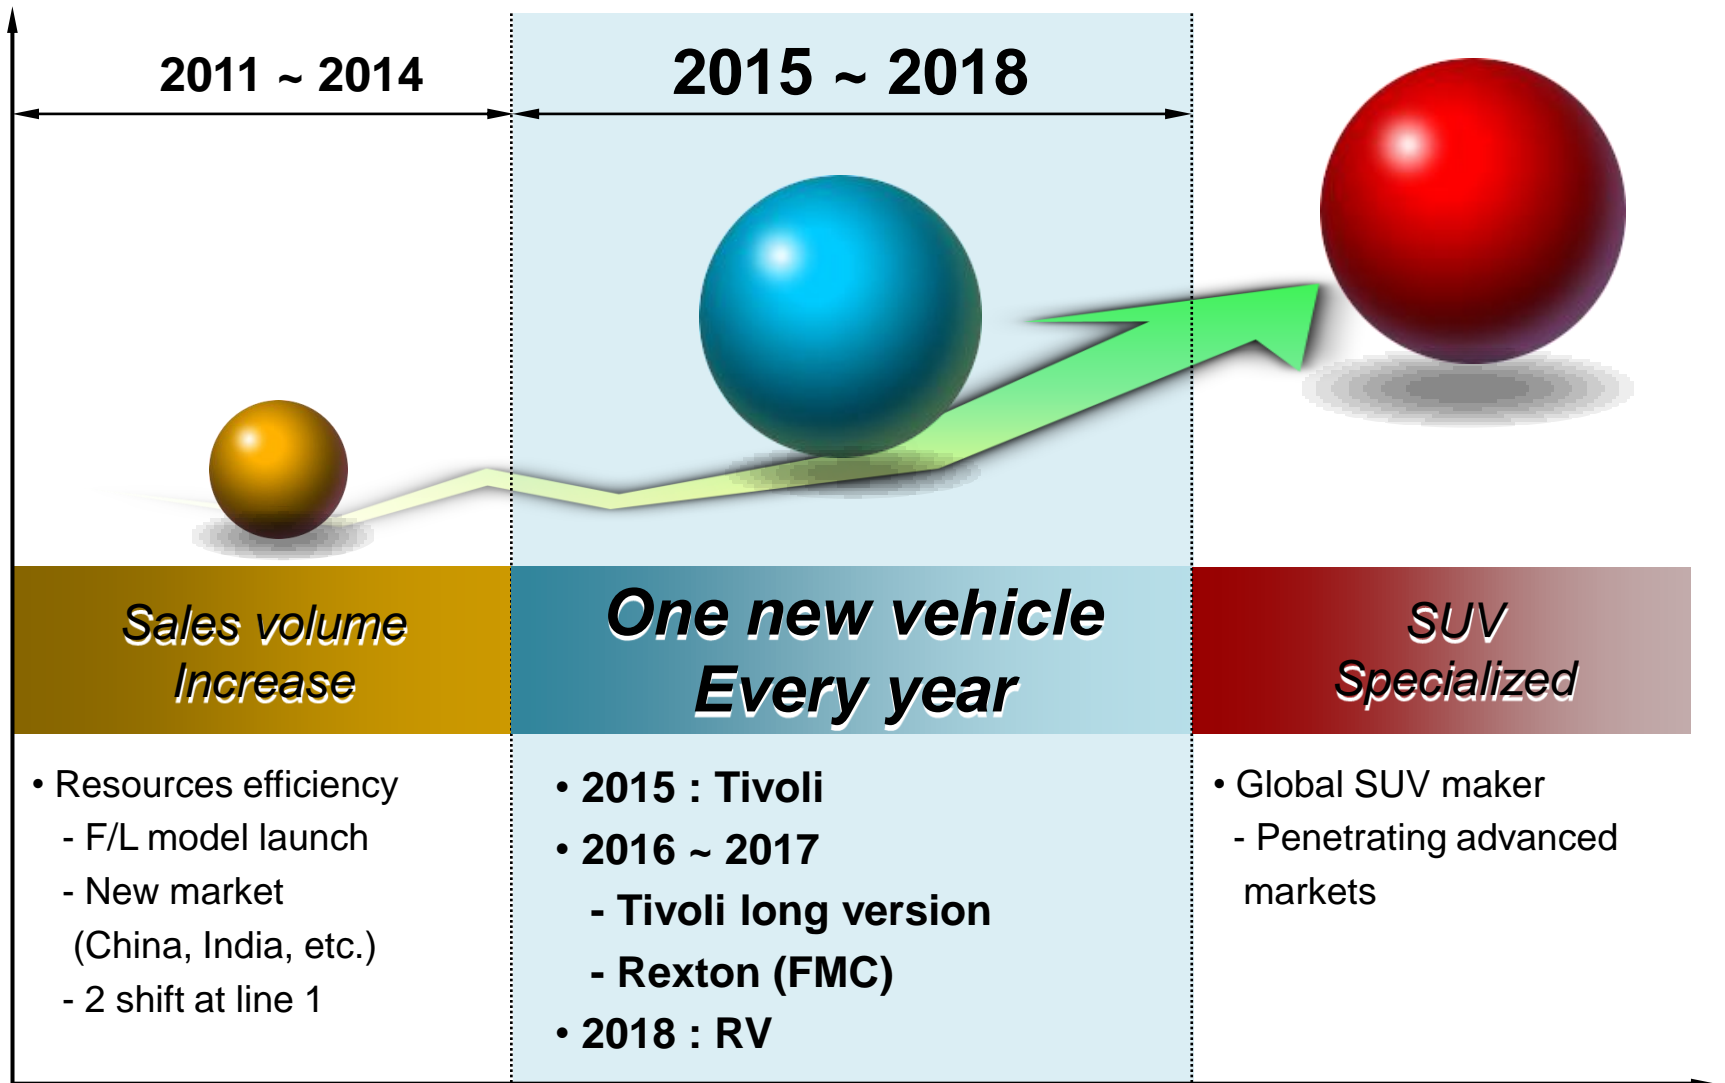 2011 ~ 2014
2015 ~ 2018
Sales volume
Increase
One new vehicle
Every year
SUV
Specialized
• Resources efficiency
- F/L model launch
- New market
(China, India, etc.)
- 2 shift at line 1
• 2015 : Tivoli
• 2016 ~ 2017
- Tivoli long version
- Rexton (FMC)
• 2018 : RV
• Global SUV maker
- Penetrating advanced
markets